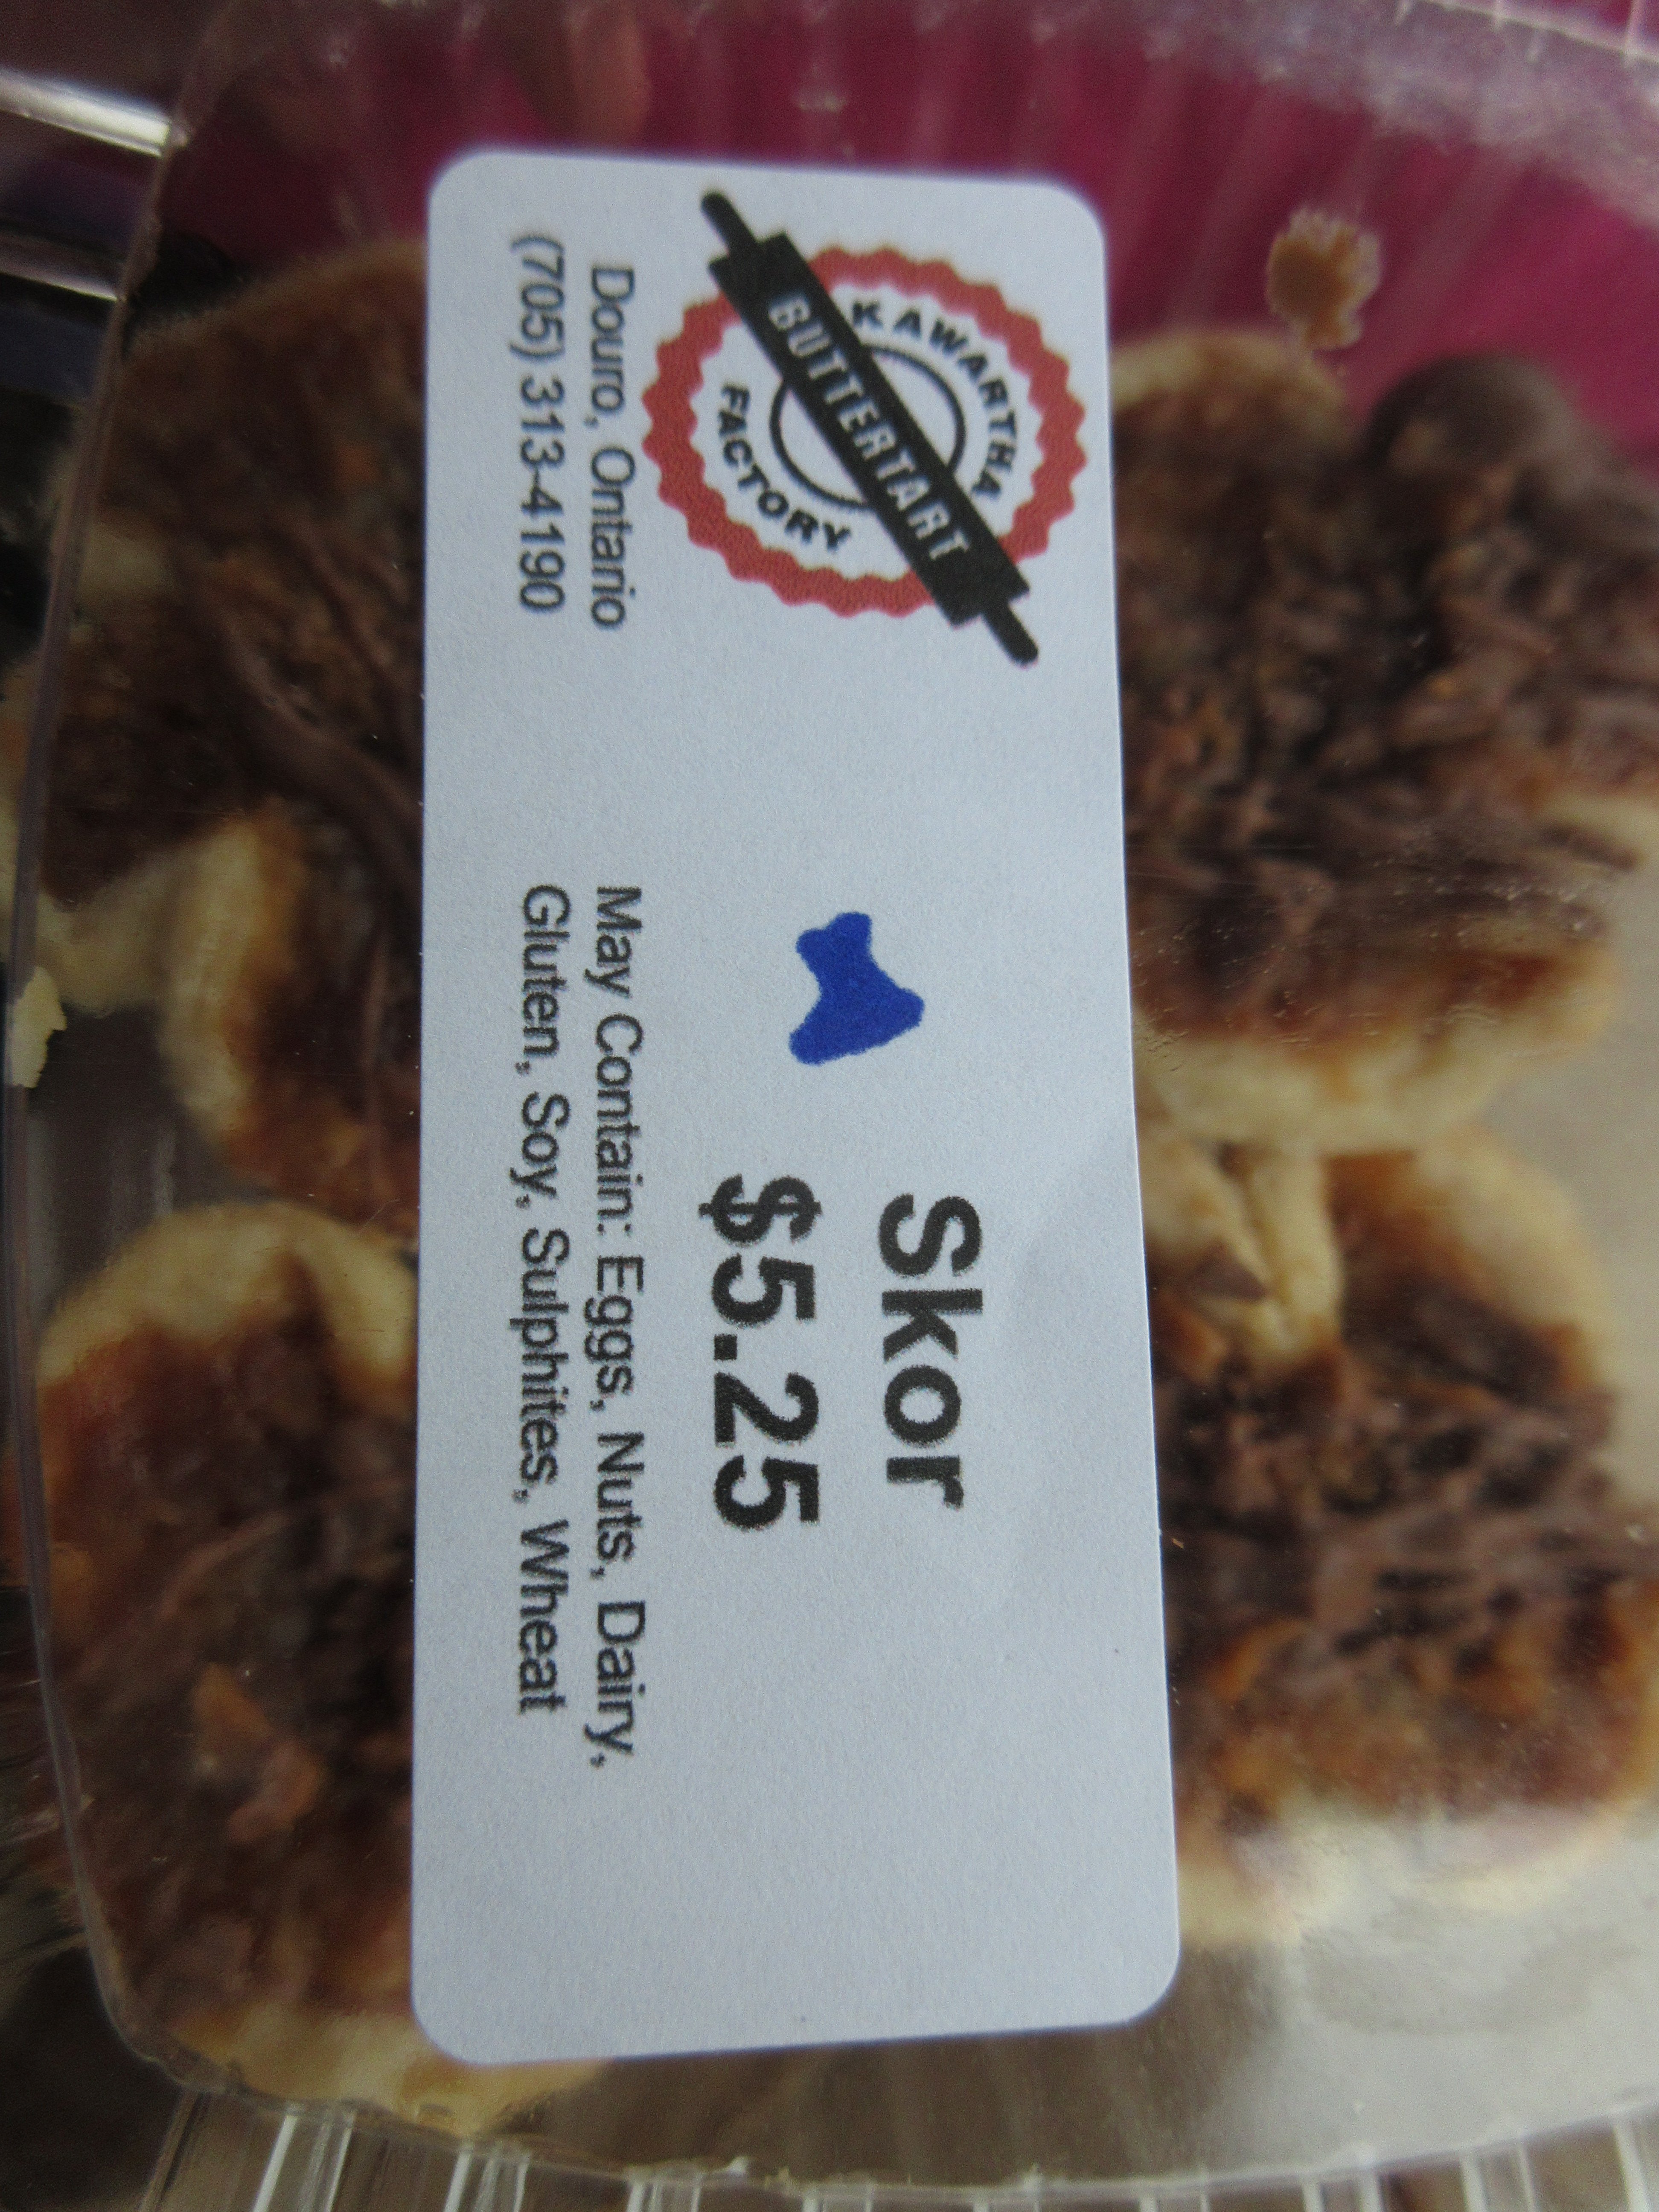 KAWARTHA
BUTTERTART
FACTORY
Douro, Ontario
(705) 313-4190
Skor
$5.25
May Contain: Eggs, Nuts, Dairy,
Gluten, Soy, Sulphites, Wheat